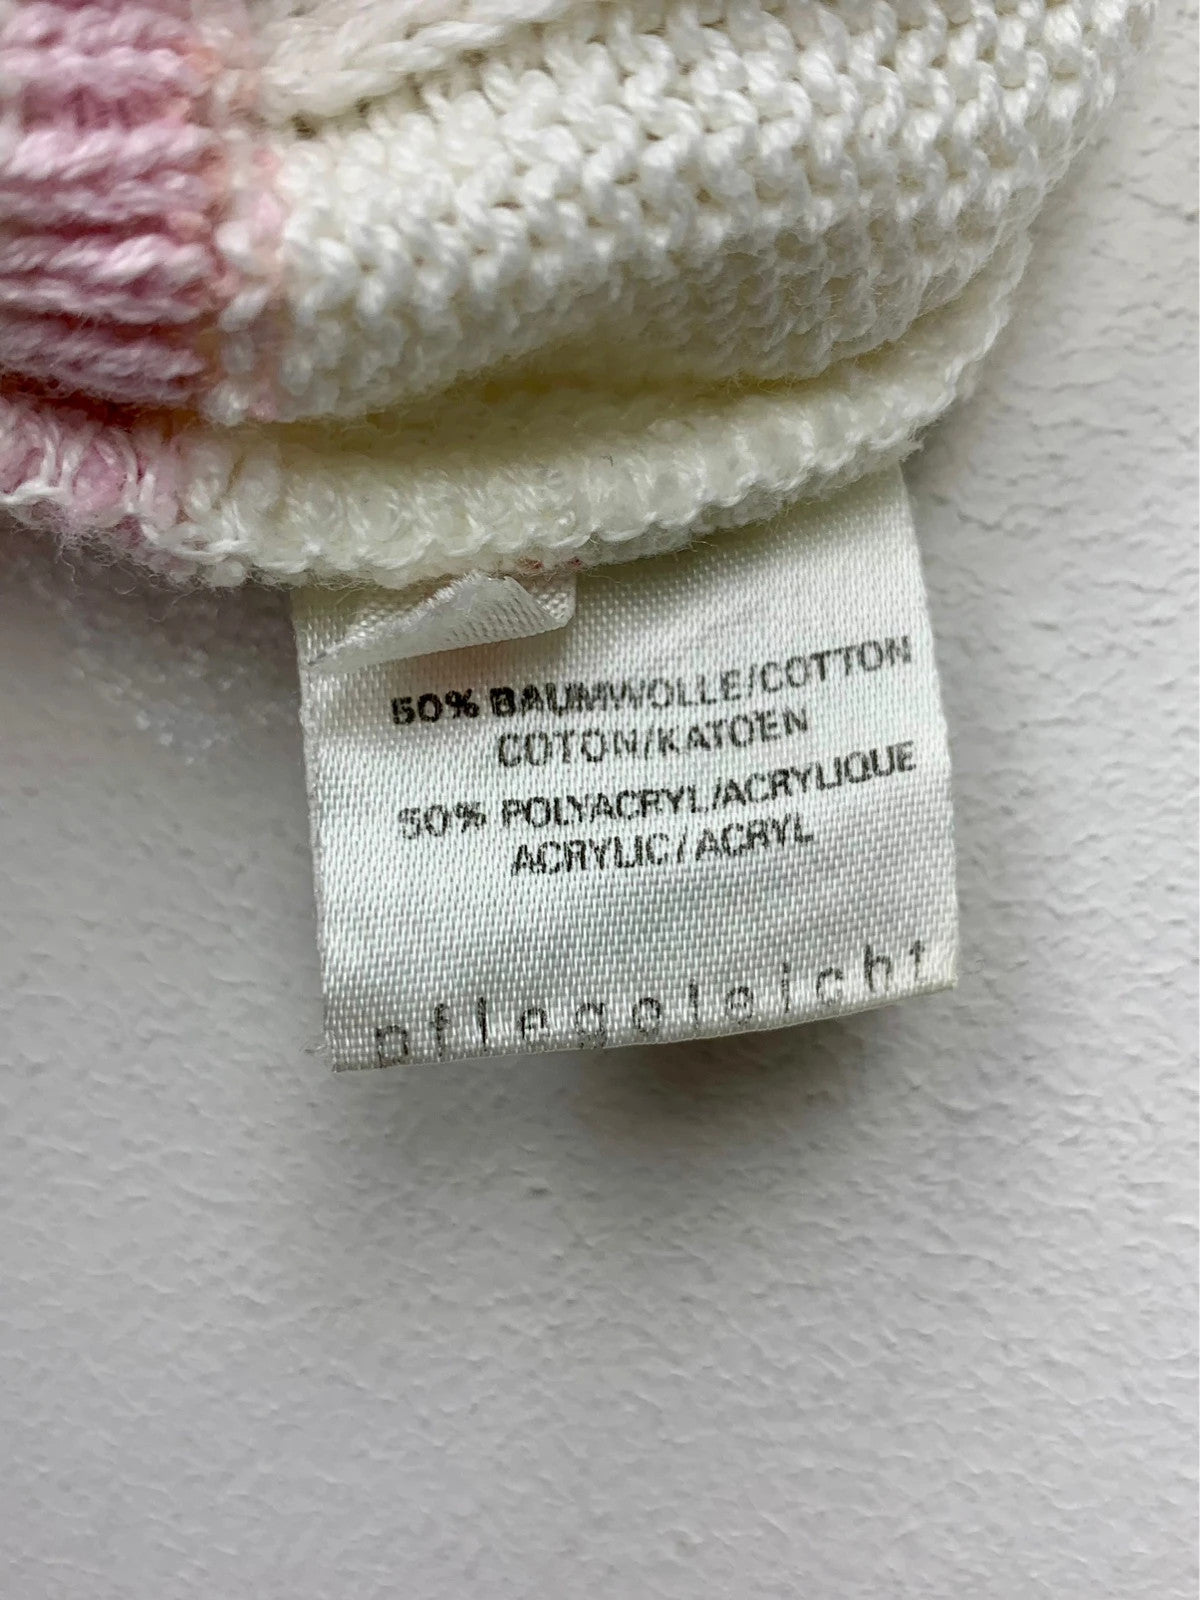 50% BAUMWOLLE/COTTON
COTON/KATOEN
50% POLYACRYL/ACRYLIQUE
ACRYLIC/ACRYL
pflegeleicht